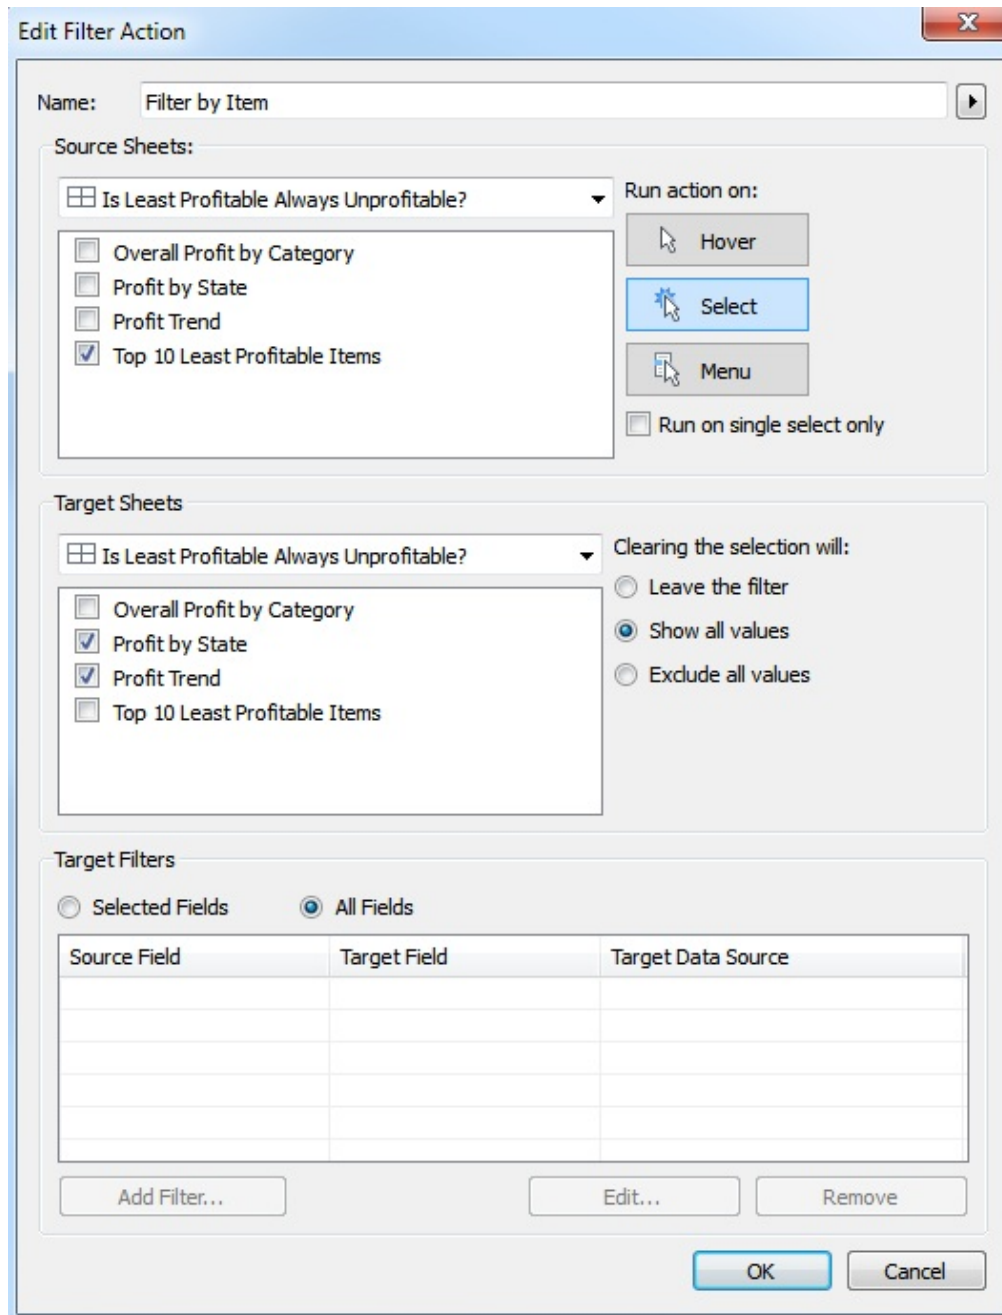 Edit Filter Action
Name: Filter by Item
Source Sheets:
Is Least Profitable Always Unprofitable?
Run action on:
Overall Profit by Category
Profit by State
Profit Trend
Top 10 Least Profitable Items
Hover
Select
Menu
Run on single select only
Target Sheets
Is Least Profitable Always Unprofitable?
Clearing the selection will:
Overall Profit by Category
Profit by State
Profit Trend
Top 10 Least Profitable Items
Leave the filter
Show all values
Exclude all values
Target Filters
Selected Fields All Fields
Source Field Target Field Target Data Source
Add Filter... Edit... Remove
OK Cancel